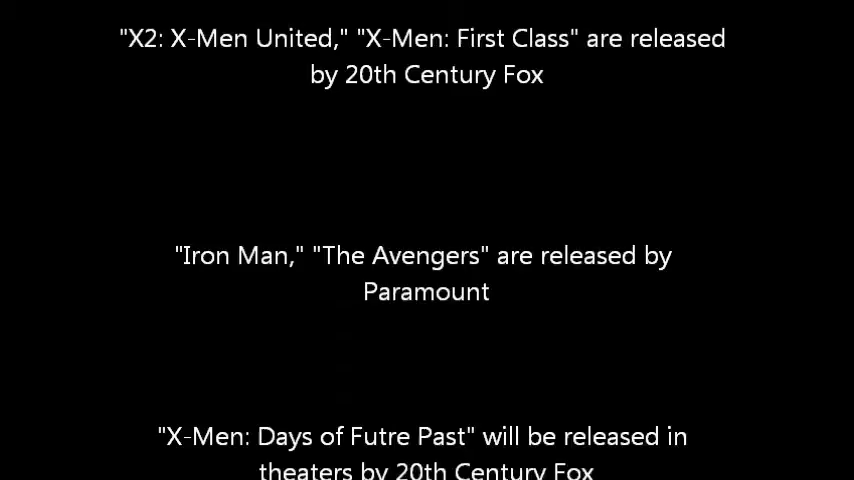 "X2: X-Men United," "X-Men: First Class" are released
by 20th Century Fox
"Iron Man," "The Avengers" are released by
Paramount
"X-Men: Days of Futre Past" will be released in
theaters by 20th Century Fox